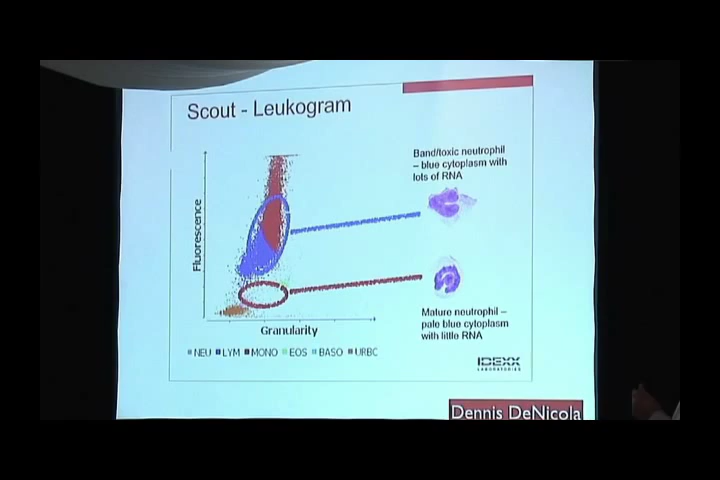 Scout - Leukogram
Band/toxic neutrophil
– blue cytoplasm with
lots of RNA
Fluorescence
Mature neutrophil –
pale blue cytoplasm
with little RNA
Granularity
NEU LYM MONO EOS BASO URBC
IDEXX
LABORATORIES
Dennis DeNicola